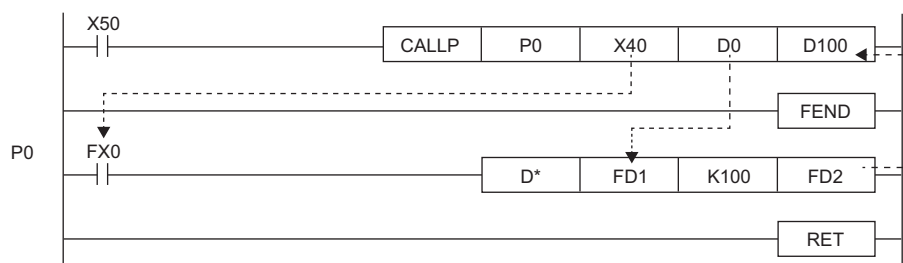 X50
CALLP P0 X40 D0 D100
FEND
P0 FX0
D* FD1 K100 FD2
RET